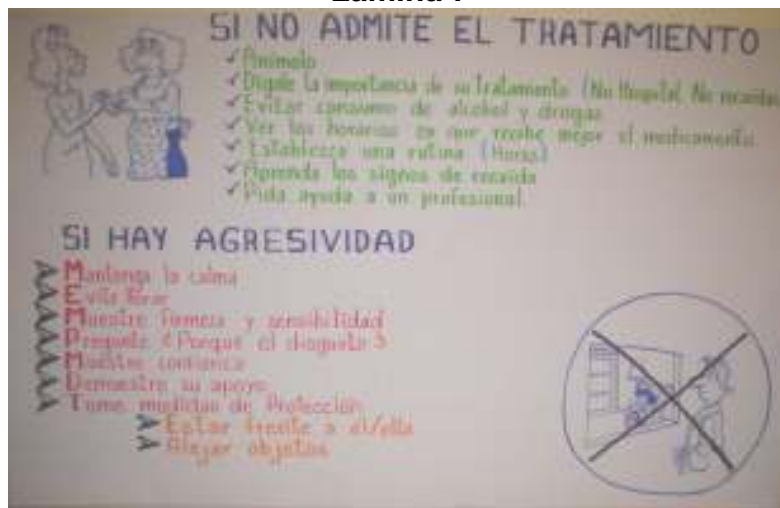 SI NO ADMITE EL TRATAMIENTO
✓ Anímelo
✓ Dígale la importancia de su tratamiento (No Hospital, No recaídas
✓ Evitar consumo de alcohol y drogas
✓ Ver los horarios en que recibe mejor el medicamento
✓ Establezca una rutina (Horas)
✓ Aprenda los signos de recaída
✓ Pida ayuda a un profesional.
SI HAY AGRESIVIDAD
➤ Mantenga la calma
➤ Evite
➤ Muestre firmeza y sensibilidad
➤ Pregunte ¿Porque el disgusto?
➤ Muestre confianza
➤ Demuestre su apoyo
➤ Tome medidas de Protección
➤ Estar frente a el/ella
➤ Alejar objetos